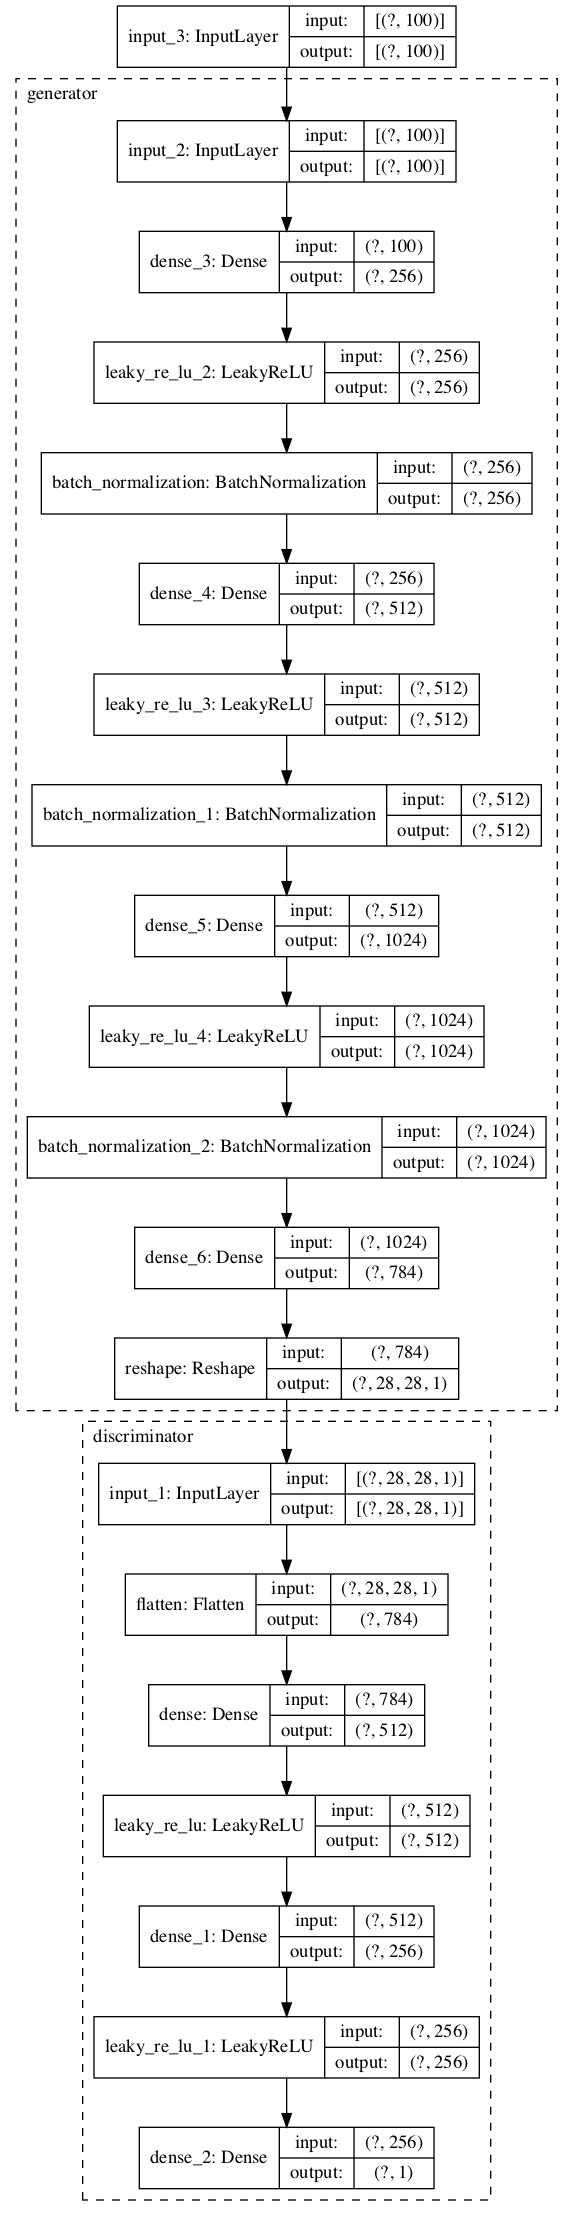 input_3: InputLayer
input: [(?, 100)]
output: [(?, 100)]
generator
input_2: InputLayer
input: [(?, 100)]
output: [(?, 100)]
dense_3: Dense
input: (?, 100)
output: (?, 256)
leaky_re_lu_2: LeakyReLU
input: (?, 256)
output: (?, 256)
batch_normalization: BatchNormalization
input: (?, 256)
output: (?, 256)
dense_4: Dense
input: (?, 256)
output: (?, 512)
leaky_re_lu_3: LeakyReLU
input: (?, 512)
output: (?, 512)
batch_normalization_1: BatchNormalization
input: (?, 512)
output: (?, 512)
dense_5: Dense
input: (?, 512)
output: (?, 1024)
leaky_re_lu_4: LeakyReLU
input: (?, 1024)
output: (?, 1024)
batch_normalization_2: BatchNormalization
input: (?, 1024)
output: (?, 1024)
dense_6: Dense
input: (?, 1024)
output: (?, 784)
reshape: Reshape
input: (?, 784)
output: (?, 28, 28, 1)
discriminator
input_1: InputLayer
input: [(?, 28, 28, 1)]
output: [(?, 28, 28, 1)]
flatten: Flatten
input: (?, 28, 28, 1)
output: (?, 784)
dense: Dense
input: (?, 784)
output: (?, 512)
leaky_re_lu: LeakyReLU
input: (?, 512)
output: (?, 512)
dense_1: Dense
input: (?, 512)
output: (?, 256)
leaky_re_lu_1: LeakyReLU
input: (?, 256)
output: (?, 256)
dense_2: Dense
input: (?, 256)
output: (?, 1)